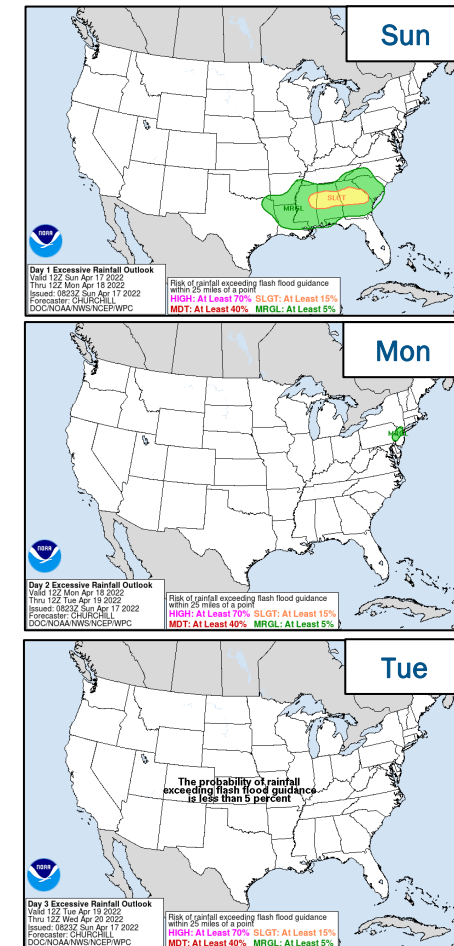 Sun
MRGL
SLGT
NOAA
Day 1 Excessive Rainfall Outlook
Valid 12Z Sun Apr 17 2022
Thru 12Z Mon Apr 18 2022
Issued: 0823Z Sun Apr 17 2022
Forecaster: CHURCHILL
DOC/NOAA/NWS/NCEP/WPC
Risk of rainfall exceeding flash flood guidance
within 25 miles of a point
HIGH: At Least 70% SLGT: At Least 15%
MDT: At Least 40% MRGL: At Least 5%
Mon
MRGL
NOAA
Day 2 Excessive Rainfall Outlook
Valid 12Z Mon Apr 18 2022
Thru 12Z Tue Apr 19 2022
Issued: 0823Z Sun Apr 17 2022
Forecaster: CHURCHILL
DOC/NOAA/NWS/NCEP/WPC
Risk of rainfall exceeding flash flood guidance
within 25 miles of a point
HIGH: At Least 70% SLGT: At Least 15%
MDT: At Least 40% MRGL: At Least 5%
Tue
The probability of rainfall
exceeding flash flood guidance
is less than 5 percent
NOAA
Day 3 Excessive Rainfall Outlook
Valid 12Z Tue Apr 19 2022
Thru 12Z Wed Apr 20 2022
Issued: 0823Z Sun Apr 17 2022
Forecaster: CHURCHILL
DOC/NOAA/NWS/NCEP/WPC
Risk of rainfall exceeding flash flood guidance
within 25 miles of a point
HIGH: At Least 70% SLGT: At Least 15%
MDT: At Least 40% MRGL: At Least 5%